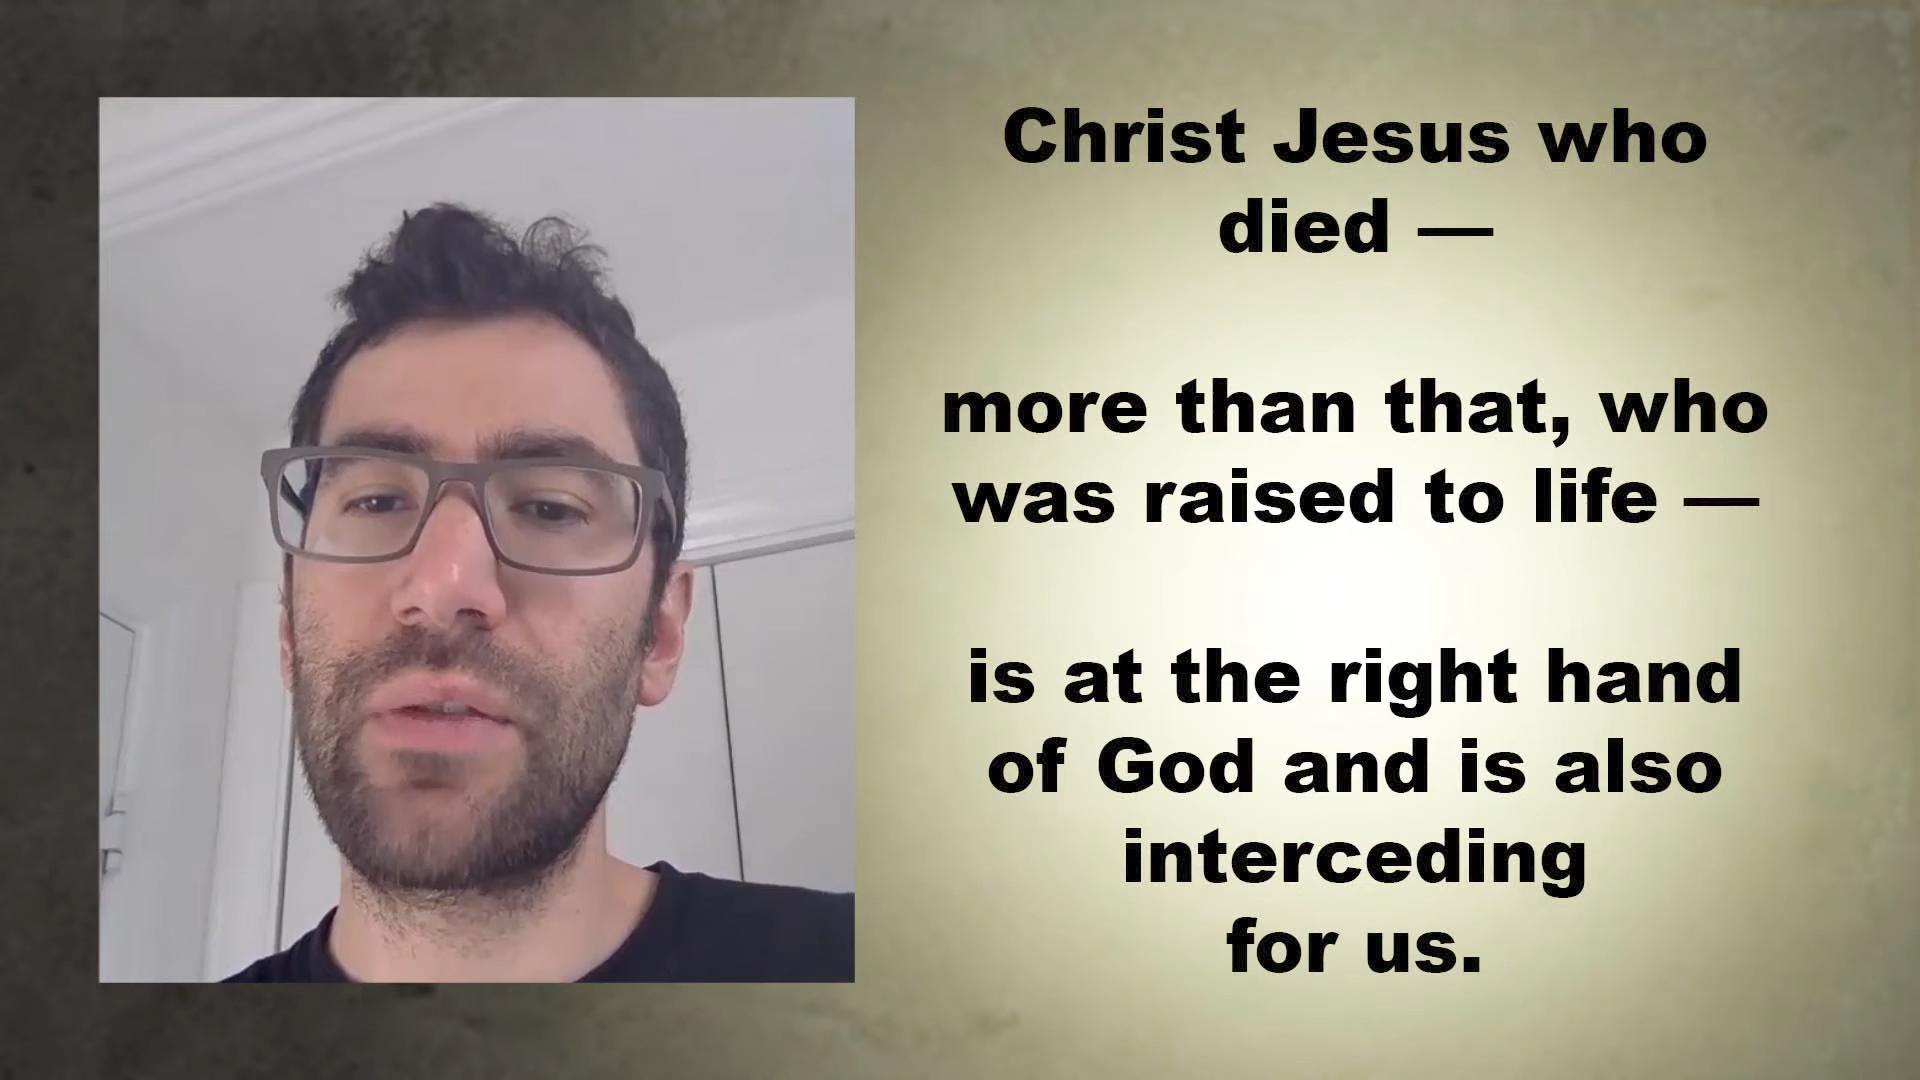 Christ Jesus who
died —
more than that, who
was raised to life —
is at the right hand
of God and is also
interceding
for us.